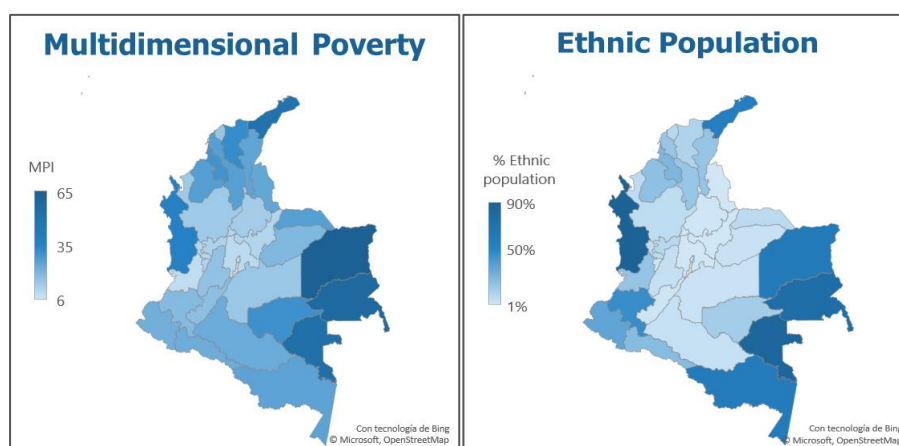 Multidimensional Poverty
MPI
65
35
6
Con tecnología de Bing
© Microsoft, OpenStreetMap
Ethnic Population
% Ethnic
population
90%
50%
1%
Con tecnología de Bing
© Microsoft, OpenStreetMap